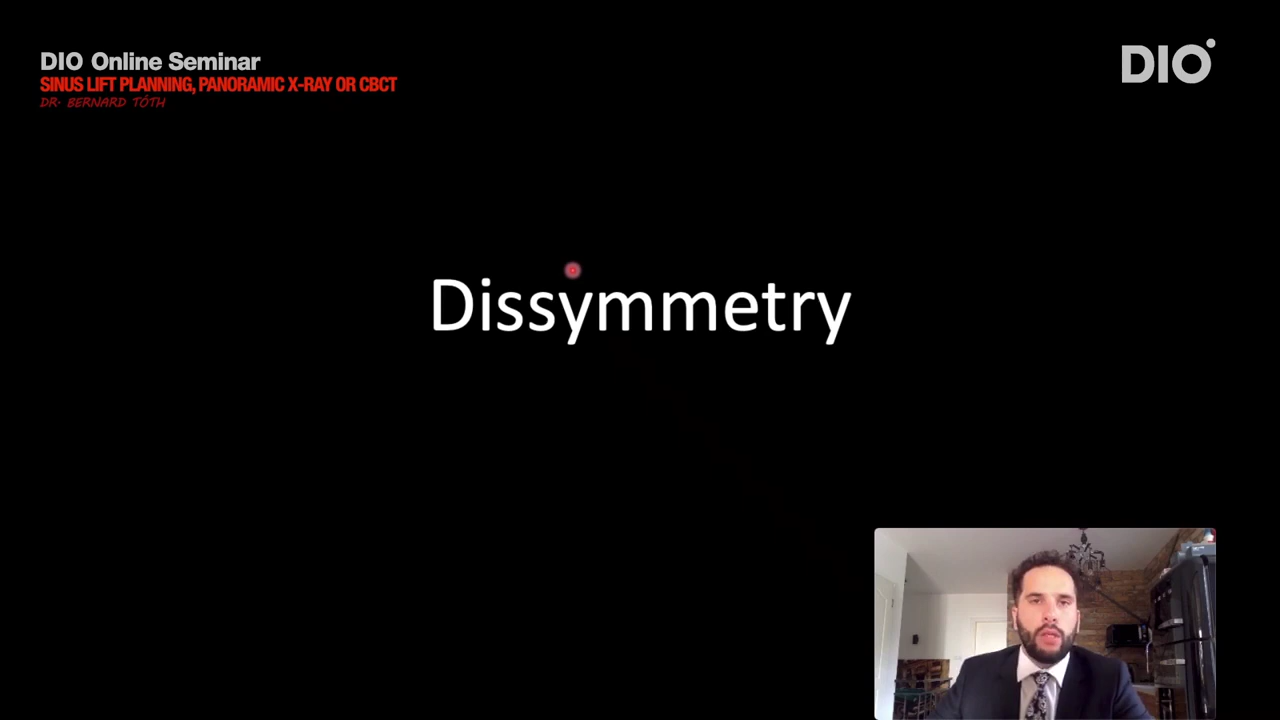 DIO Online Seminar
SINUS LIFT PLANNING, PANORAMIC X-RAY OR CBCT
DR. BERNARD TÓTH
DIO
Dissymmetry